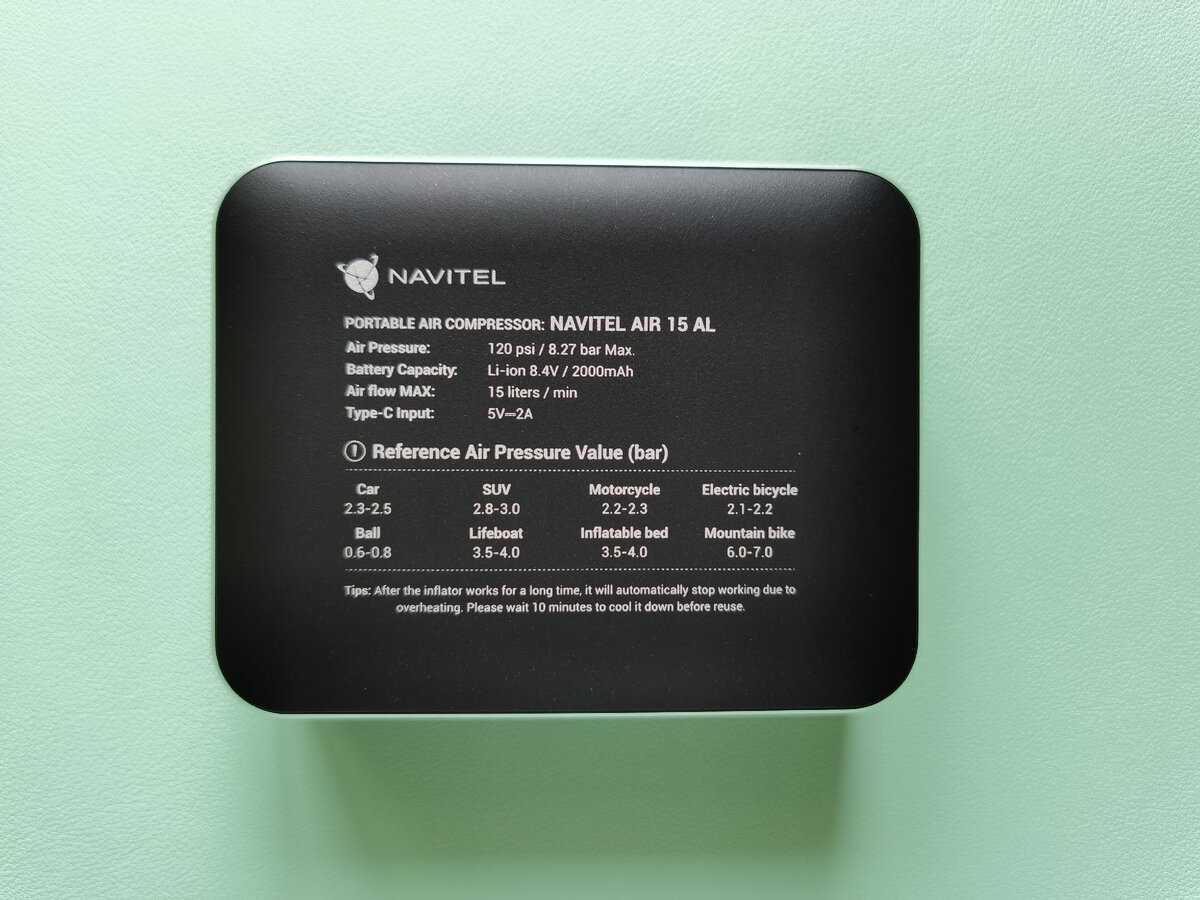 NAVITEL
PORTABLE AIR COMPRESSOR: NAVITEL AIR 15 AL
Air Pressure: 120 psi / 8.27 bar Max.
Battery Capacity: Li-ion 8.4V / 2000mAh
Air flow MAX: 15 liters / min
Type-C Input: 5V⎓2A
Reference Air Pressure Value (bar)
Car SUV Motorcycle Electric bicycle
2.3-2.5 2.8-3.0 2.2-2.3 2.1-2.2
Ball Lifeboat Inflatable bed Mountain bike
0.6-0.8 3.5-4.0 3.5-4.0 6.0-7.0
Tips: After the inflator works for a long time, it will automatically stop working due to
overheating. Please wait 10 minutes to cool it down before reuse.